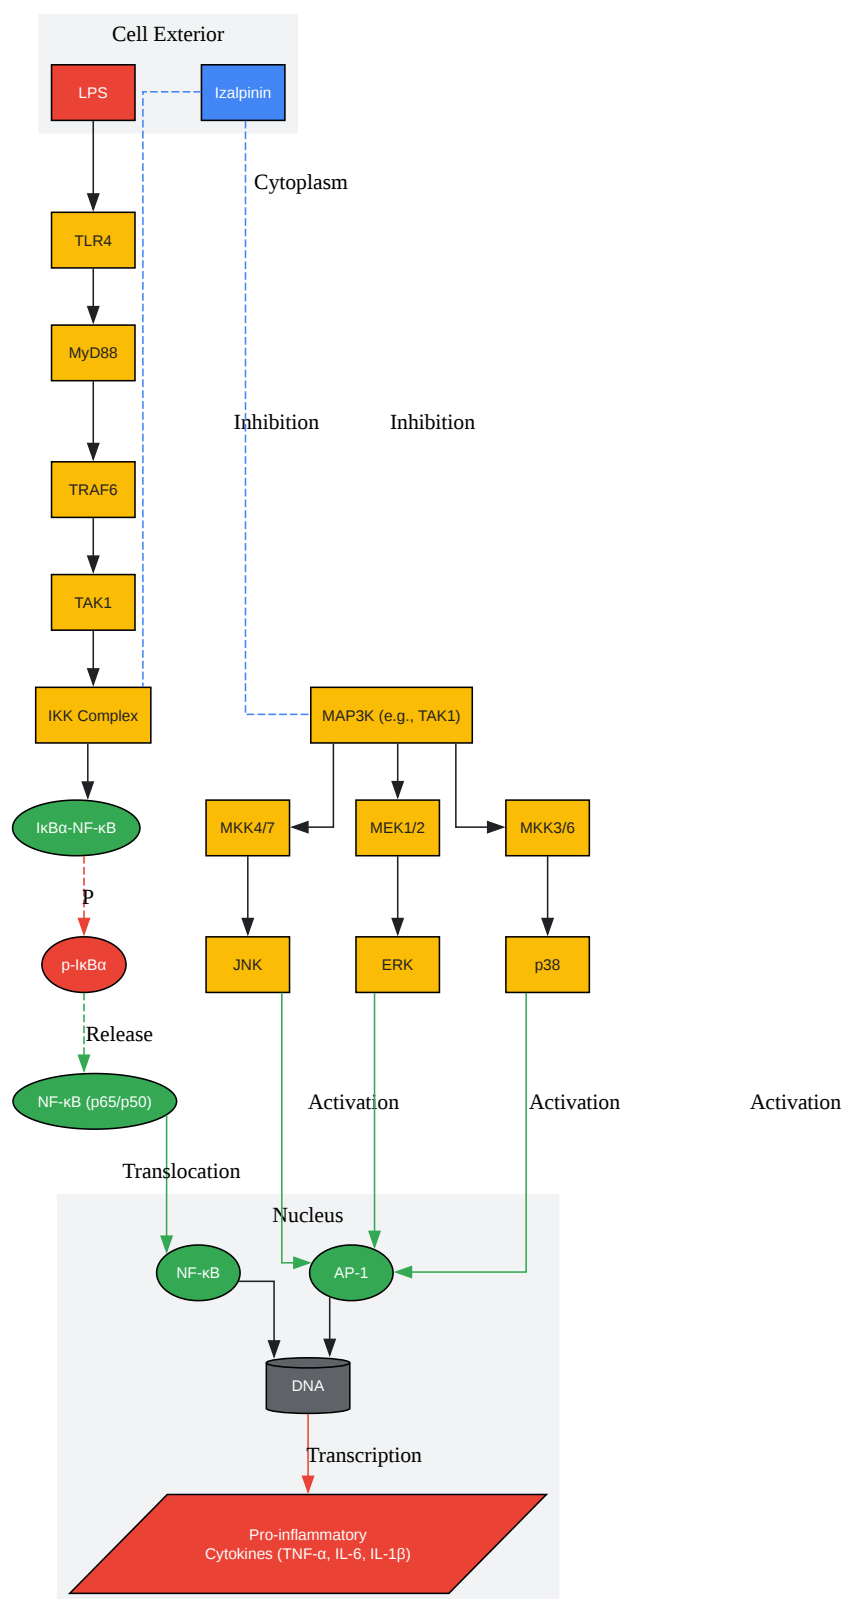 Cell Exterior
LPS
Izalpinin
Cytoplasm
TLR4
MyD88
Inhibition
Inhibition
TRAF6
TAK1
IKK Complex
MAP3K (e.g., TAK1)
IκBα-NF-κB
MKK4/7
MEK1/2
MKK3/6
P
p-IκBα
JNK
ERK
p38
Release
NF-κB (p65/p50)
Activation
Activation
Activation
Translocation
Nucleus
NF-κB
AP-1
DNA
Transcription
Pro-inflammatory
Cytokines (TNF-α, IL-6, IL-1β)